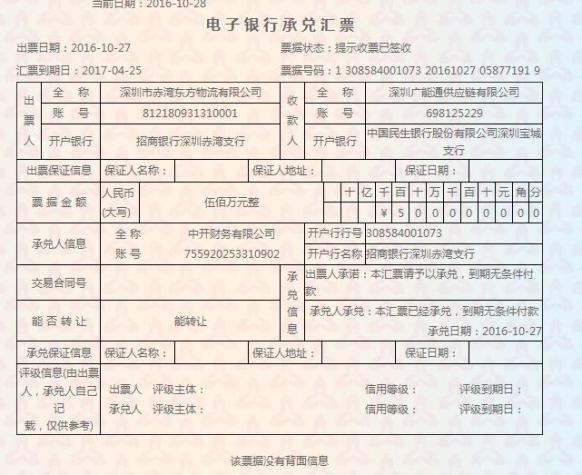 当前日期：2016-10-28
电子银行承兑汇票
出票日期：2016-10-27 票据状态：提示收票已签收
汇票到期日：2017-04-25 票据号码：1 308584001073 20161027 05877191 9
出票人 全 称 深圳市赤湾东方物流有限公司 收款人 全 称 深圳广能通供应链有限公司
账 号 812180931310001 账 号 698125229
开户银行 招商银行深圳赤湾支行 开户银行 中国民生银行股份有限公司深圳宝城
支行
出票保证信息 保证人名称： 保证人地址： 保证日期：
票据金额 人民币
(大写) 伍佰万元整 十 亿 千 百 十 万 千 百 十 元 角 分
¥ 5 0 0 0 0 0 0 0 0
承兑人信息 全 称 中开财务有限公司 开户行行号 308584001073
账 号 755920253310902 开户行名称 招商银行深圳赤湾支行
交易合同号 承兑信息 出票人承诺：本汇票请予以承兑，到期无条件付
款
能否转让 能转让 承兑人承兑：本汇票已经承兑，到期无条件付款
承兑日期：2016-10-27
承兑保证信息 保证人名称： 保证人地址： 保证日期：
评级信息(由出票
人，承兑人自己
记
载，仅供参考)
出票人 评级主体： 信用等级： 评级到期日：
承兑人 评级主体： 信用等级： 评级到期日：
该票据没有背面信息